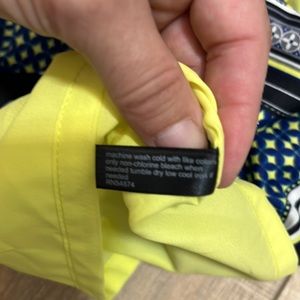 machine wash cold with like colors
only non-chlorine bleach when
needed tumble dry low cool iron if
needed
RN54874